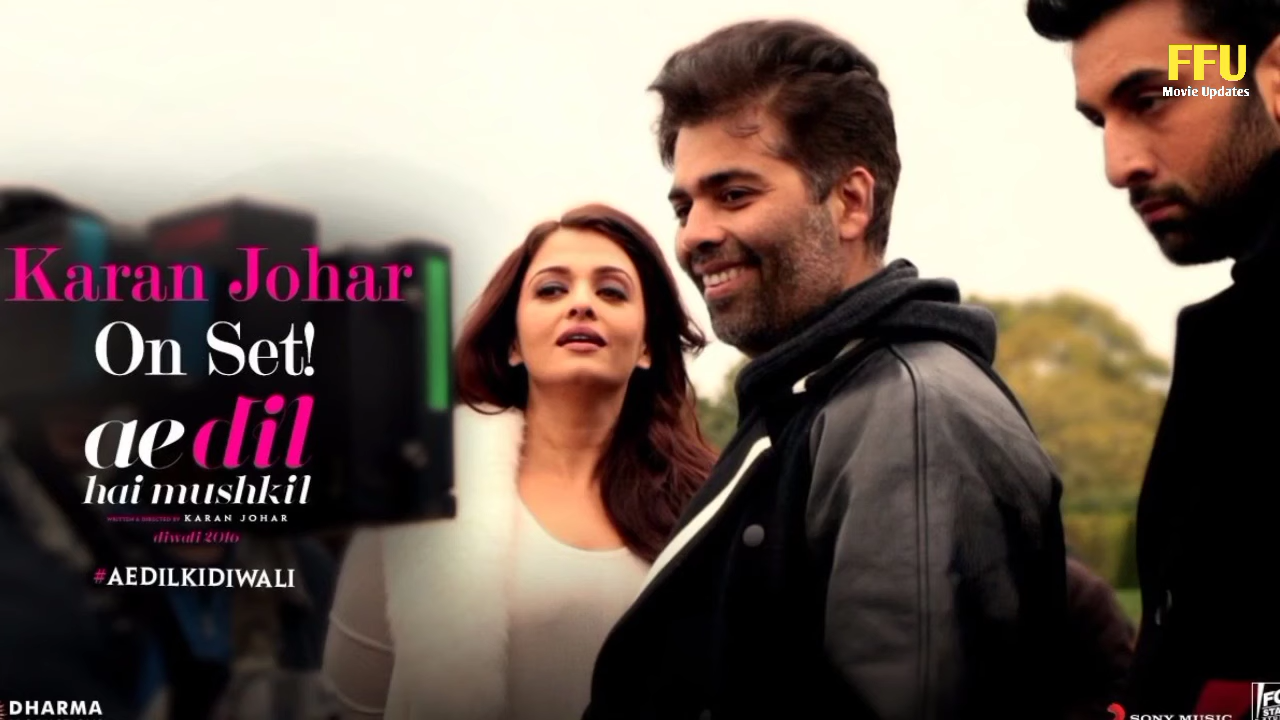 FFU
Movie Updates
Karan Johar
On Set!
ae dil
hai mushkil
WRITTEN & DIRECTED BY KARAN JOHAR
diwali 2016
#AEDILKIDIWALI
DHARMA
SONY MUSIC